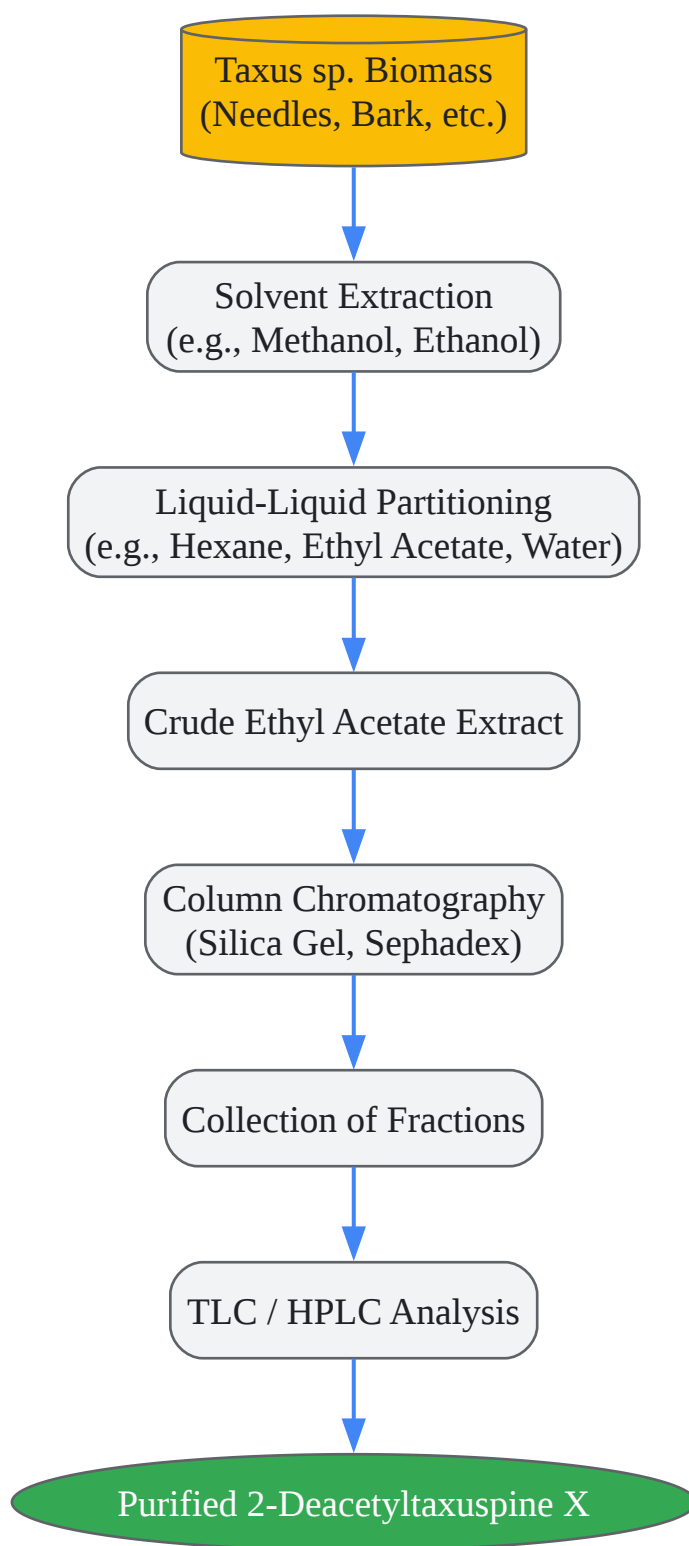 Taxus sp. Biomass
(Needles, Bark, etc.)
Solvent Extraction
(e.g., Methanol, Ethanol)
Liquid-Liquid Partitioning
(e.g., Hexane, Ethyl Acetate, Water)
Crude Ethyl Acetate Extract
Column Chromatography
(Silica Gel, Sephadex)
Collection of Fractions
TLC / HPLC Analysis
Purified 2-Deacetyltaxuspine X